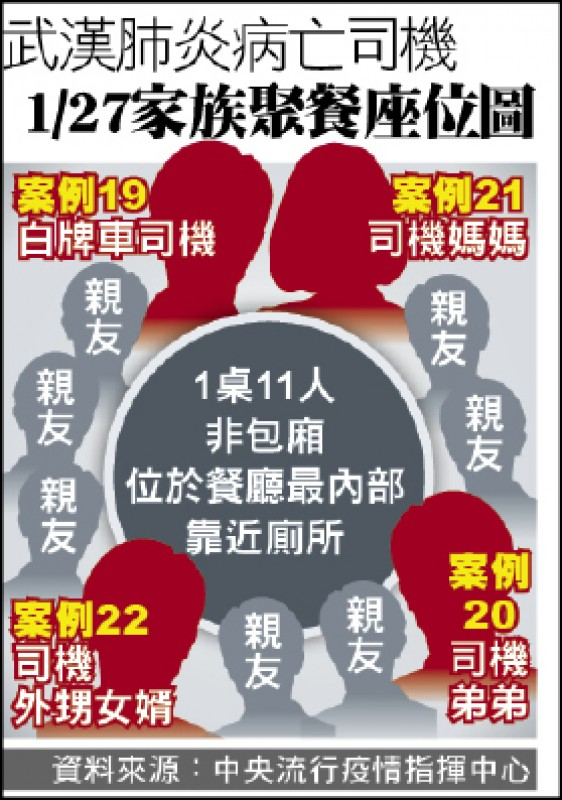 武漢肺炎病亡司機
1/27家族聚餐座位圖
案例19
白牌車司機
案例21
司機媽媽
親友
親友
親友
親友
親友
1桌11人
非包廂
位於餐廳最內部
靠近廁所
案例22
司機
外甥女婿
親友
親友
案例
20
司機
弟弟
資料來源：中央流行疫情指揮中心